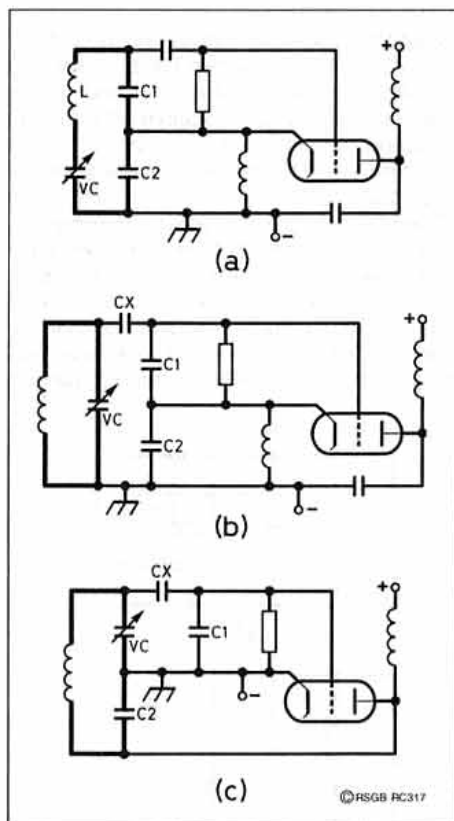 +
L
C1
VC
C2
-
(a)
CX
+
C1
VC
C2
-
(b)
CX
+
VC
C1
C2
-
(c)
©RSGB RC317